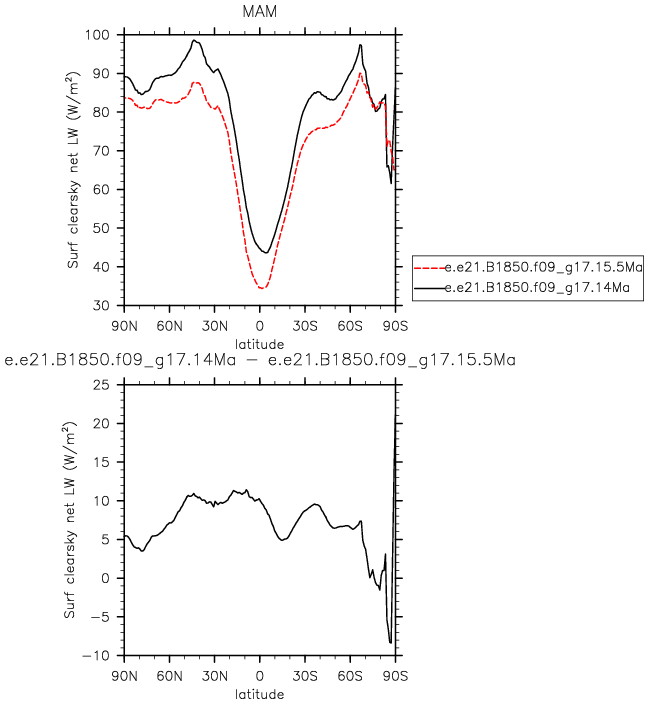 MAM
Surf clearsky net LW (W/m²)
100
90
80
70
60
50
40
30
90N 60N 30N 0 30S 60S 90S
latitude
e.e21.B1850.f09_g17.15.5Ma
e.e21.B1850.f09_g17.14Ma
e.e21.B1850.f09_g17.14Ma − e.e21.B1850.f09_g17.15.5Ma
Surf clearsky net LW (W/m²)
25
20
15
10
5
0
−5
−10
90N 60N 30N 0 30S 60S 90S
latitude